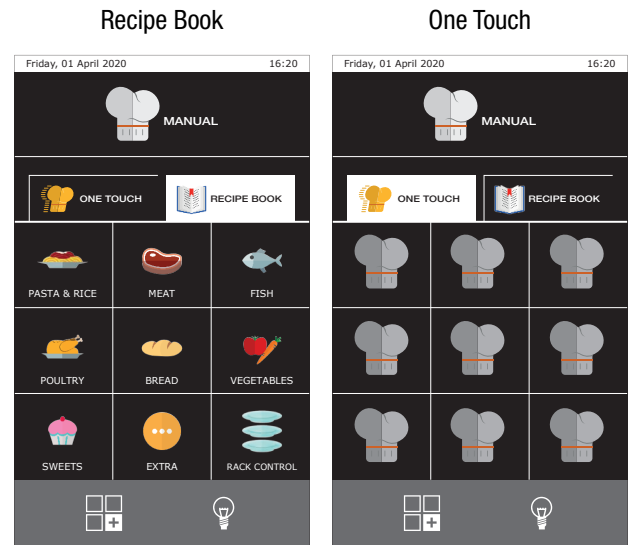 Recipe Book
One Touch
Friday, 01 April 2020 16:20
MANUAL
ONE TOUCH RECIPE BOOK
PASTA & RICE MEAT FISH
POULTRY BREAD VEGETABLES
SWEETS EXTRA RACK CONTROL
Friday, 01 April 2020 16:20
MANUAL
ONE TOUCH RECIPE BOOK